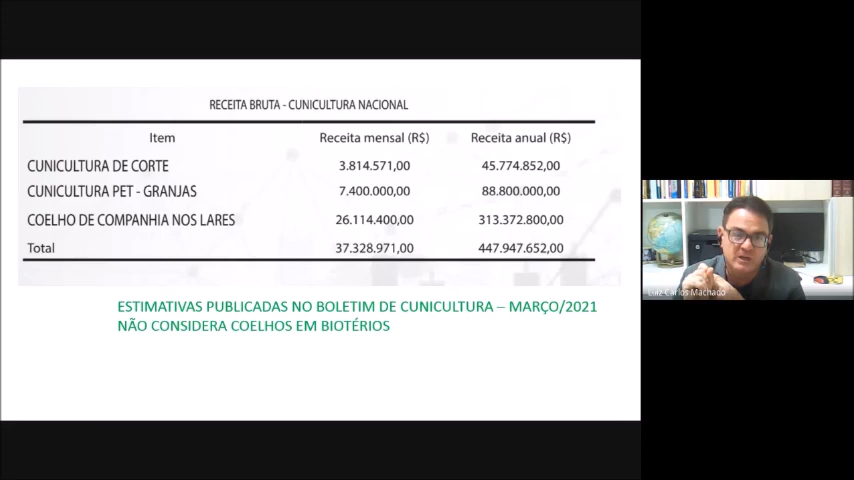 RECEITA BRUTA - CUNICULTURA NACIONAL
Item Receita mensal (R$) Receita anual (R$)
CUNICULTURA DE CORTE 3.814.571,00 45.774.852,00
CUNICULTURA PET - GRANJAS 7.400.000,00 88.800.000,00
COELHO DE COMPANHIA NOS LARES 26.114.400,00 313.372.800,00
Total 37.328.971,00 447.947.652,00
ESTIMATIVAS PUBLICADAS NO BOLETIM DE CUNICULTURA – MARÇO/2021
NÃO CONSIDERA COELHOS EM BIOTÉRIOS
Luiz Carlos Machado